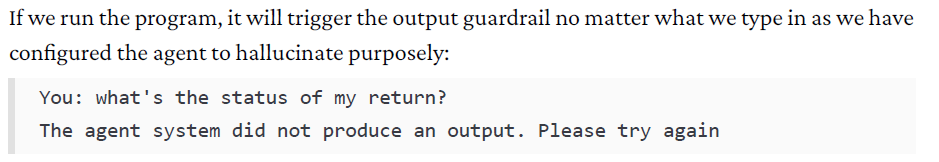 If we run the program, it will trigger the output guardrail no matter what we type in as we have
configured the agent to hallucinate purposely:
You: what's the status of my return?
The agent system did not produce an output. Please try again